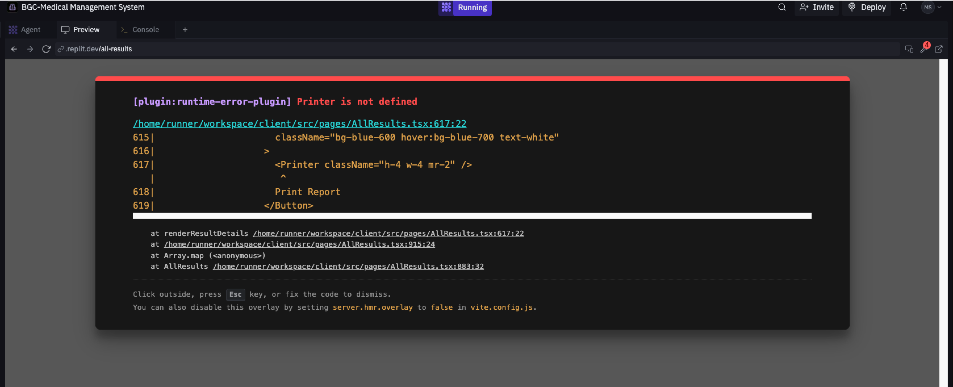 BGC-Medical Management System
Running
Invite
Deploy
MK
Agent
Preview
Console
.replit.dev/all-results
4
[plugin:runtime-error-plugin] Printer is not defined
/home/runner/workspace/client/src/pages/AllResults.tsx:617:22
615| className="bg-blue-600 hover:bg-blue-700 text-white"
616| >
617| <Printer className="h-4 w-4 mr-2" />
| ^
618| Print Report
619| </Button>
at renderResultDetails /home/runner/workspace/client/src/pages/AllResults.tsx:617:22
at /home/runner/workspace/client/src/pages/AllResults.tsx:915:24
at Array.map (<anonymous>)
at AllResults /home/runner/workspace/client/src/pages/AllResults.tsx:883:32
Click outside, press Esc key, or fix the code to dismiss.
You can also disable this overlay by setting server.hmr.overlay to false in vite.config.js.